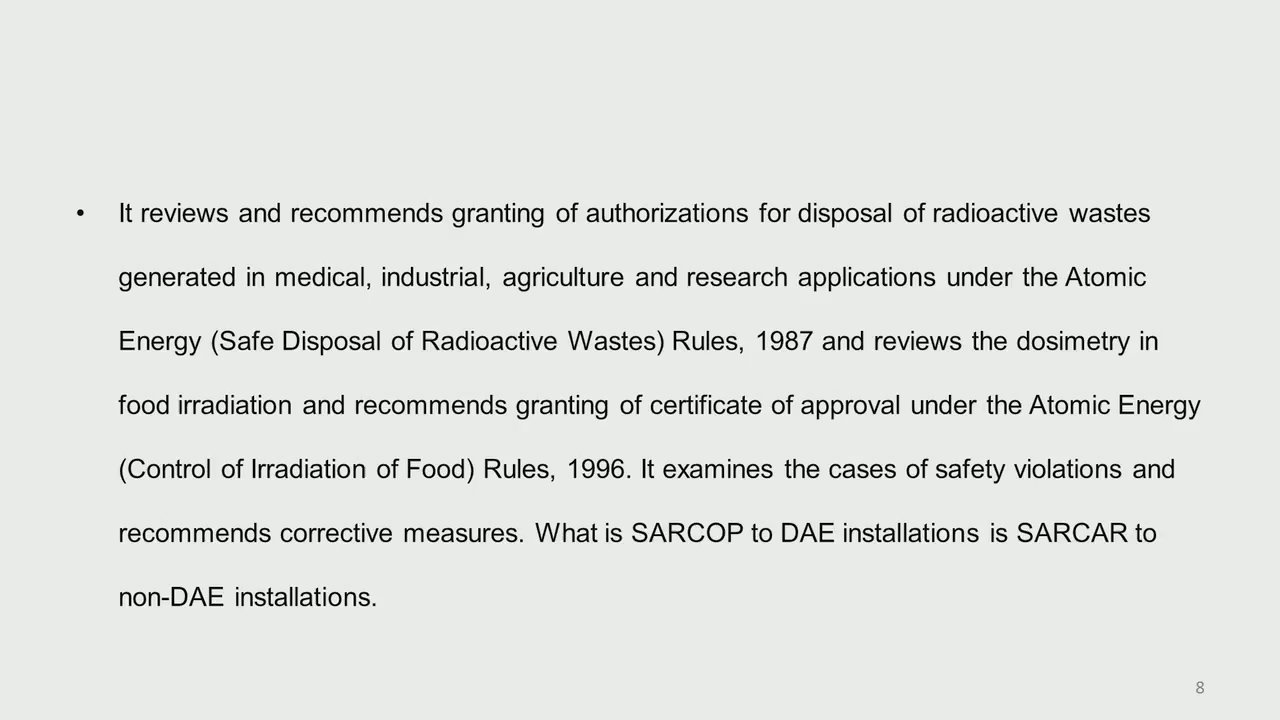 • It reviews and recommends granting of authorizations for disposal of radioactive wastes
generated in medical, industrial, agriculture and research applications under the Atomic
Energy (Safe Disposal of Radioactive Wastes) Rules, 1987 and reviews the dosimetry in
food irradiation and recommends granting of certificate of approval under the Atomic Energy
(Control of Irradiation of Food) Rules, 1996. It examines the cases of safety violations and
recommends corrective measures. What is SARCOP to DAE installations is SARCAR to
non-DAE installations.
8